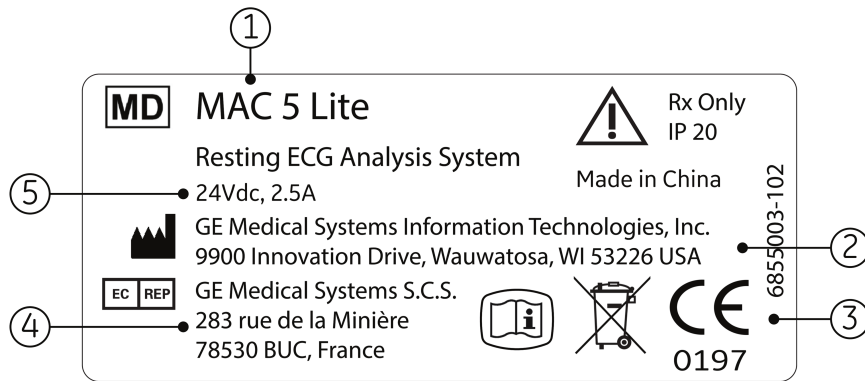 1
MD
MAC 5 Lite
Rx Only
IP 20
Resting ECG Analysis System
Made in China
5
24Vdc, 2.5A
GE Medical Systems Information Technologies, Inc.
9900 Innovation Drive, Wauwatosa, WI 53226 USA
2
6855003-102
EC REP
GE Medical Systems S.C.S.
283 rue de la Minière
78530 BUC, France
4
i
CE
0197
3